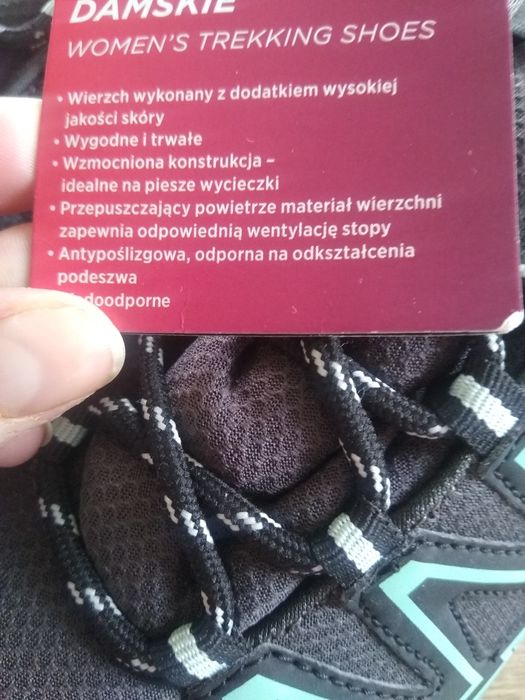 DAMSKIE
WOMEN'S TREKKING SHOES
• Wierzch wykonany z dodatkiem wysokiej
jakości skóry
• Wygodne i trwałe
• Wzmocniona konstrukcja –
idealne na piesze wycieczki
• Przepuszczający powietrze materiał wierzchni
zapewnia odpowiednią wentylację stopy
• Antypoślizgowa, odporna na odkształcenia
podeszwa